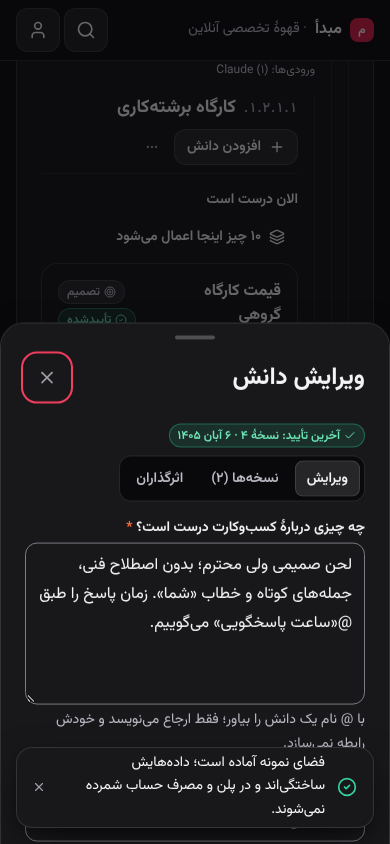 م مبدأ · قهوهٔ تخصصی آنلاین
ورودی‌ها: Claude (۱)
۱.۲.۱.۱. کارگاه برشته‌کاری
+ افزودن دانش ...
الان درست است
۱۰ چیز اینجا اعمال می‌شود
قیمت کارگاه گروهی
تصمیم
تأییدشده
ویرایش دانش
آخرین تأیید: نسخهٔ ۴ · ۶ آبان ۱۴۰۵
ویرایش نسخه‌ها (۲) اثرگذاران
چه چیزی دربارهٔ کسب‌وکارت درست است؟ *
لحن صمیمی ولی محترم؛ بدون اصطلاح فنی،
جمله‌های کوتاه و خطاب «شما». زمان پاسخ را طبق
@«ساعت پاسخگویی» می‌گوییم.
با @ نام یک دانش را بیاور؛ فقط ارجاع می‌نویسد و خودش
رابطه نمی‌سازد.
فضای نمونه آماده است؛ داده‌هایش
ساختگی‌اند و در پلن و مصرف حساب شمرده
نمی‌شوند.